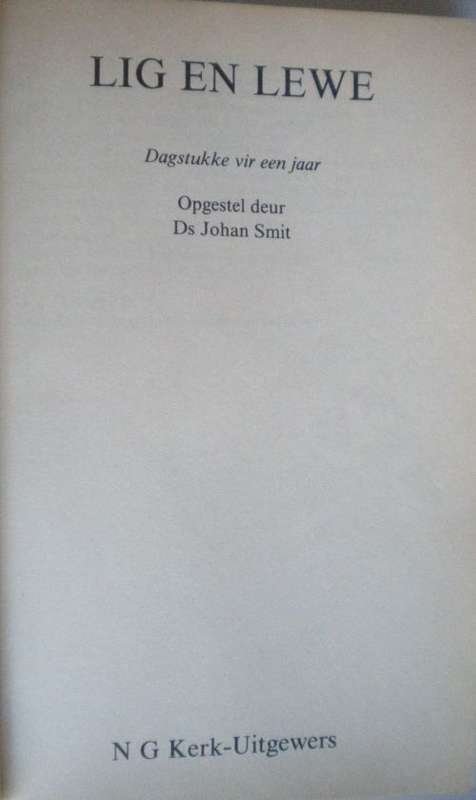 LIG EN LEWE
Dagstukke vir een jaar
Opgestel deur
Ds Johan Smit
N G Kerk-Uitgewers